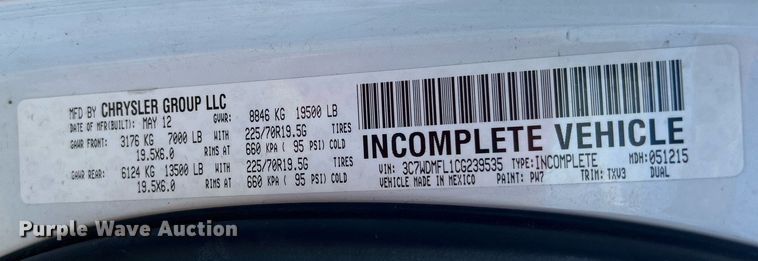 MFD BY CHRYSLER GROUP LLC
DATE OF MFR(BUILT): MAY 12 GVWR: 8846 KG 19500 LB
GAWR FRONT: 3176 KG 7000 LB WITH 225/70R19.5G TIRES
19.5X6.0 RIMS AT 660 KPA ( 95 PSI) COLD
GAWR REAR: 6124 KG 13500 LB WITH 225/70R19.5G TIRES
19.5X6.0 RIMS AT 660 KPA ( 95 PSI) COLD
INCOMPLETE VEHICLE
VIN: 3C7WDMFL1CG239535 TYPE: INCOMPLETE MDH: 051215
VEHICLE MADE IN MEXICO PAINT: PW7 TRIM: TXV3 DUAL
Purple Wave Auction